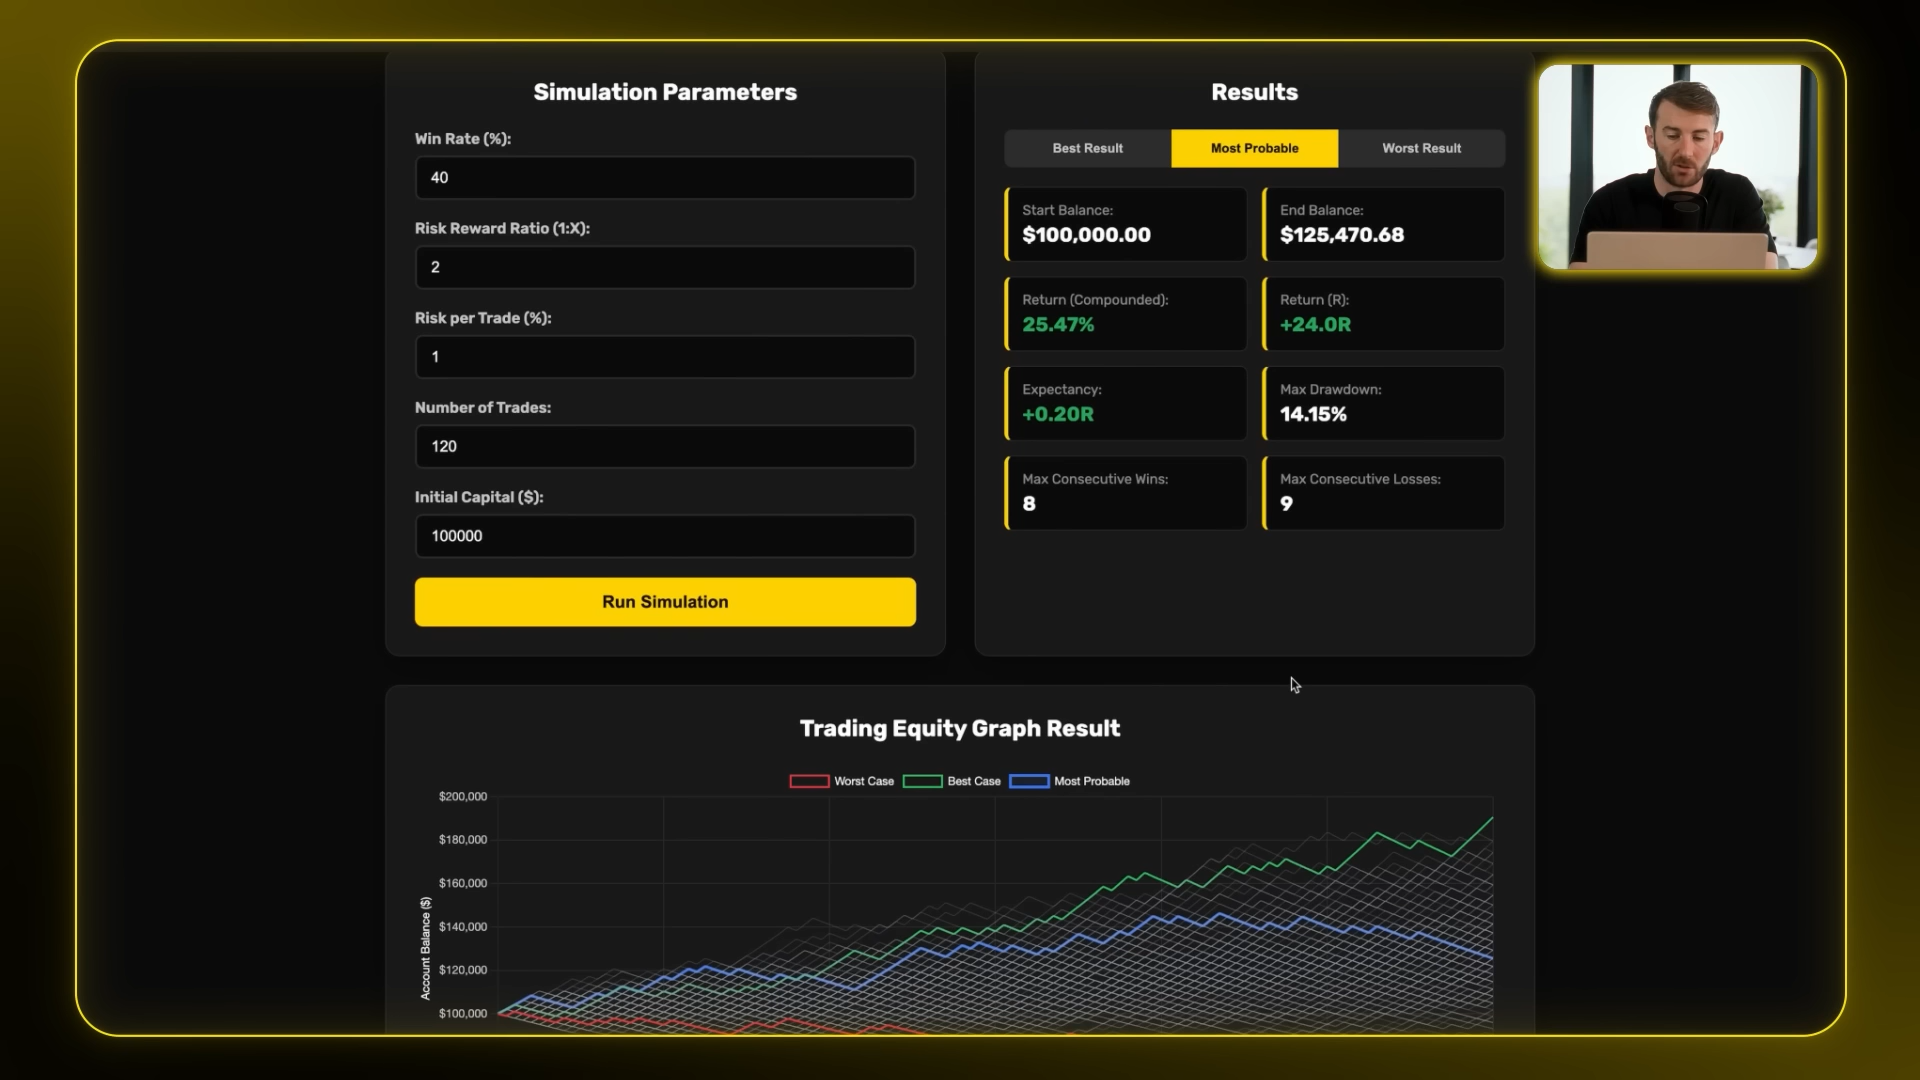 Simulation Parameters
Win Rate (%):
40
Risk Reward Ratio (1:X):
2
Risk per Trade (%):
1
Number of Trades:
120
Initial Capital ($):
100000
Run Simulation
Results
Best Result
Most Probable
Worst Result
Start Balance:
$100,000.00
End Balance:
$125,470.68
Return (Compounded):
25.47%
Return (R):
+24.0R
Expectancy:
+0.20R
Max Drawdown:
14.15%
Max Consecutive Wins:
8
Max Consecutive Losses:
9
Trading Equity Graph Result
Worst Case
Best Case
Most Probable
$200,000
$180,000
$160,000
$140,000
$120,000
$100,000
Account Balance ($)